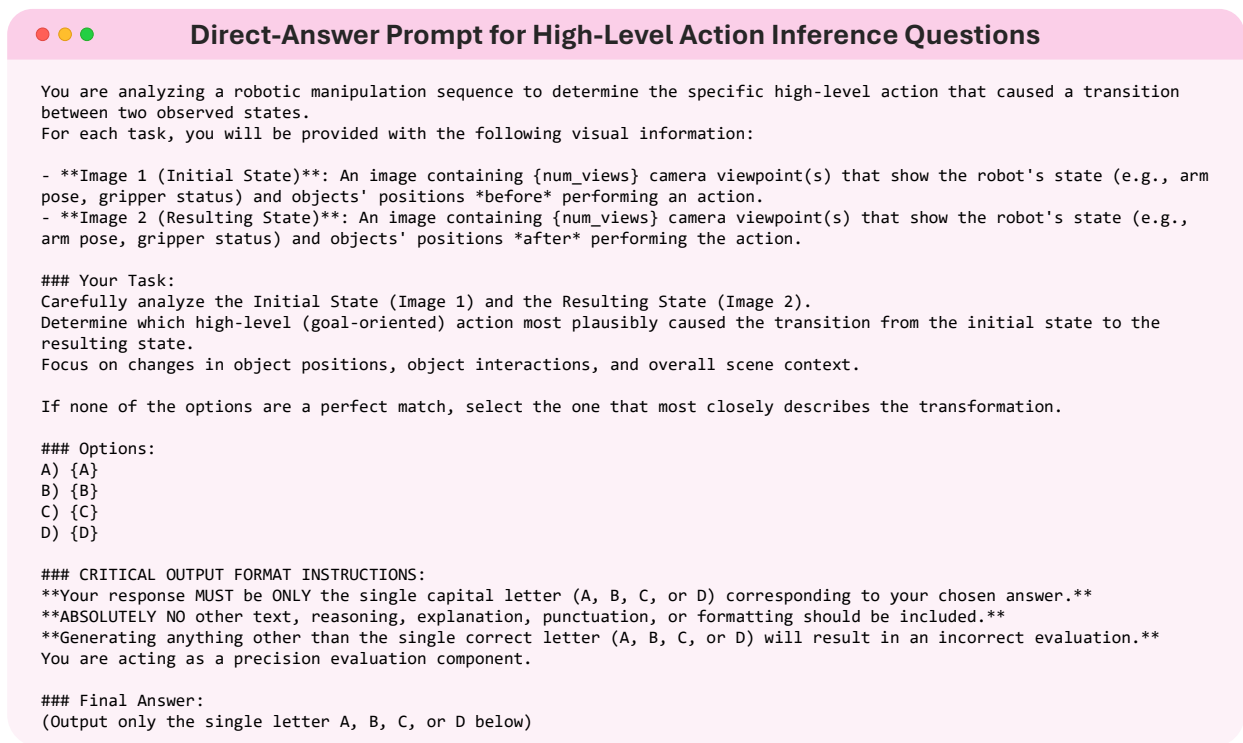 Direct-Answer Prompt for High-Level Action Inference Questions
You are analyzing a robotic manipulation sequence to determine the specific high-level action that caused a transition
between two observed states.
For each task, you will be provided with the following visual information:
- **Image 1 (Initial State)**: An image containing {num_views} camera viewpoint(s) that show the robot's state (e.g., arm
pose, gripper status) and objects' positions *before* performing an action.
- **Image 2 (Resulting State)**: An image containing {num_views} camera viewpoint(s) that show the robot's state (e.g.,
arm pose, gripper status) and objects' positions *after* performing the action.
### Your Task:
Carefully analyze the Initial State (Image 1) and the Resulting State (Image 2).
Determine which high-level (goal-oriented) action most plausibly caused the transition from the initial state to the
resulting state.
Focus on changes in object positions, object interactions, and overall scene context.
If none of the options are a perfect match, select the one that most closely describes the transformation.
### Options:
A) {A}
B) {B}
C) {C}
D) {D}
### CRITICAL OUTPUT FORMAT INSTRUCTIONS:
**Your response MUST be ONLY the single capital letter (A, B, C, or D) corresponding to your chosen answer.**
**ABSOLUTELY NO other text, reasoning, explanation, punctuation, or formatting should be included.**
**Generating anything other than the single correct letter (A, B, C, or D) will result in an incorrect evaluation.**
You are acting as a precision evaluation component.
### Final Answer:
(Output only the single letter A, B, C, or D below)